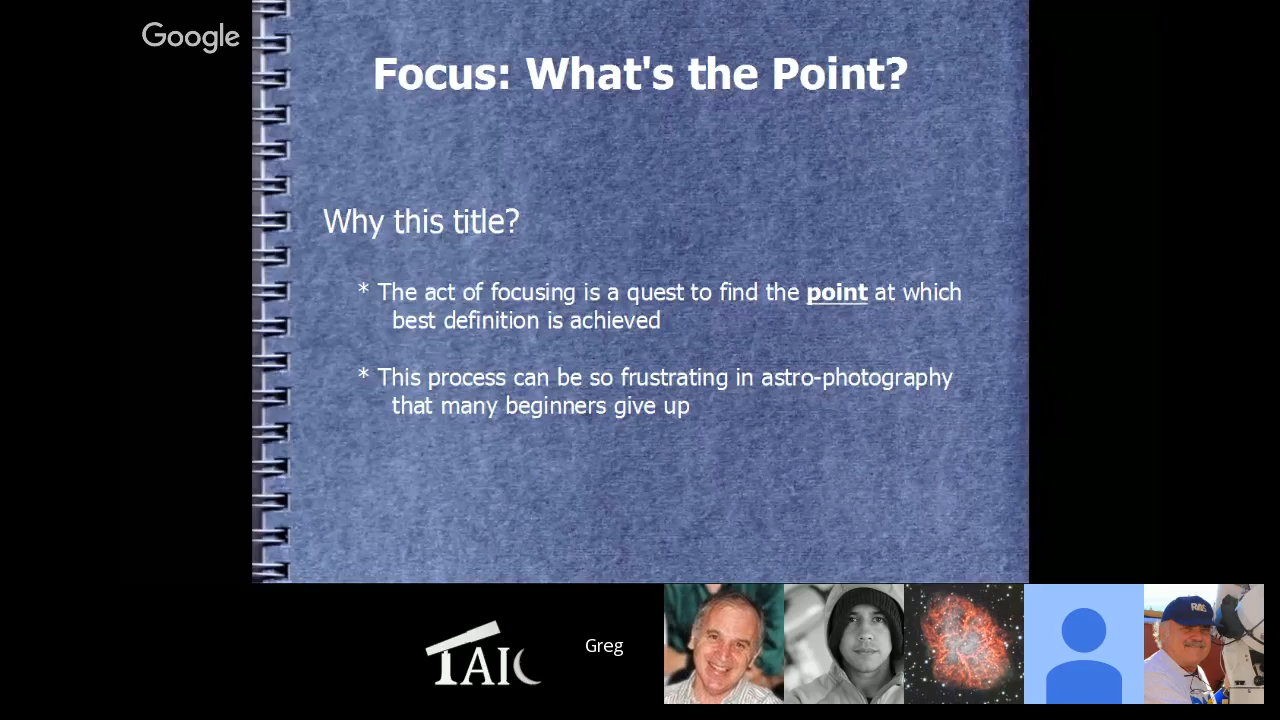 Google
Focus: What's the Point?
Why this title?
* The act of focusing is a quest to find the point at which
best definition is achieved
* This process can be so frustrating in astro-photography
that many beginners give up
TAIC
Greg
RAS